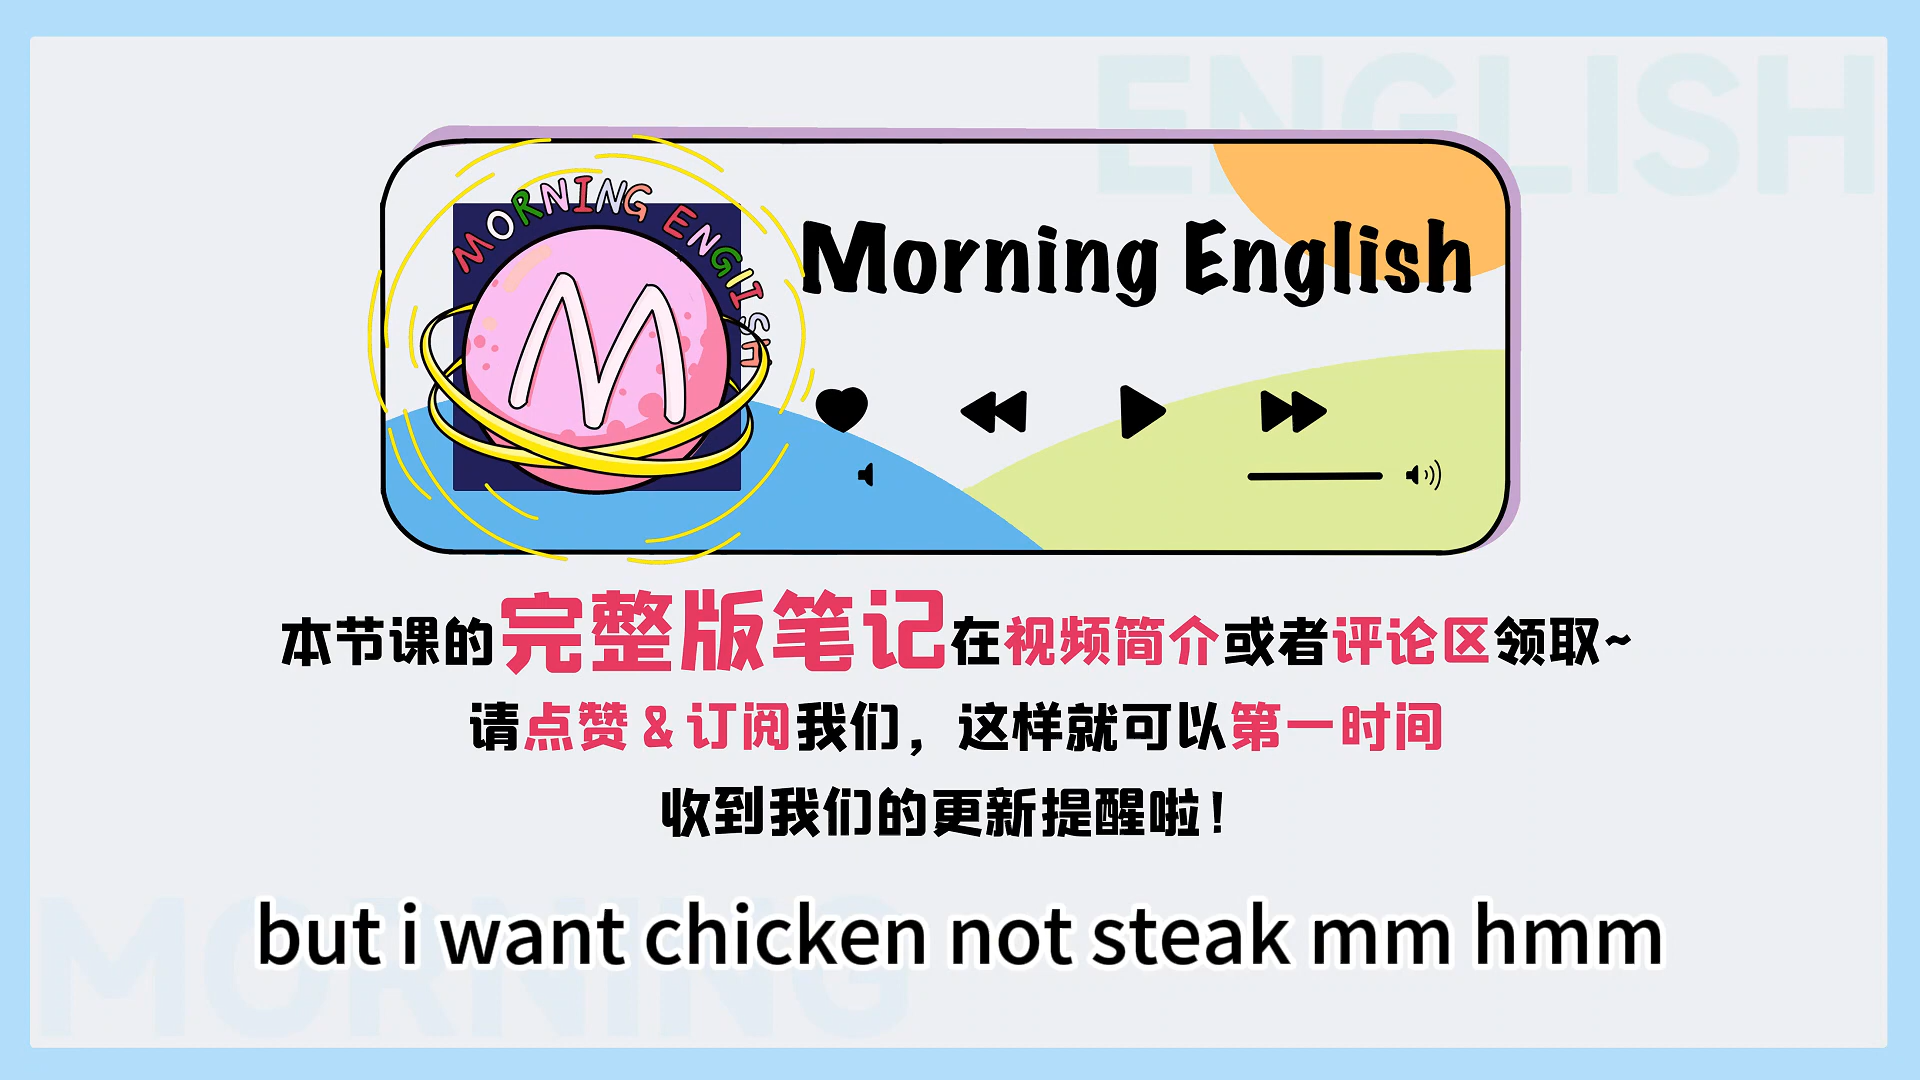 ENGLISH
MORNING ENGlISH
M
Morning English
本节课的完整版笔记在视频简介或者评论区领取~
请点赞&订阅我们，这样就可以第一时间
收到我们的更新提醒啦！
MORNING
but i want chicken not steak mm hmm